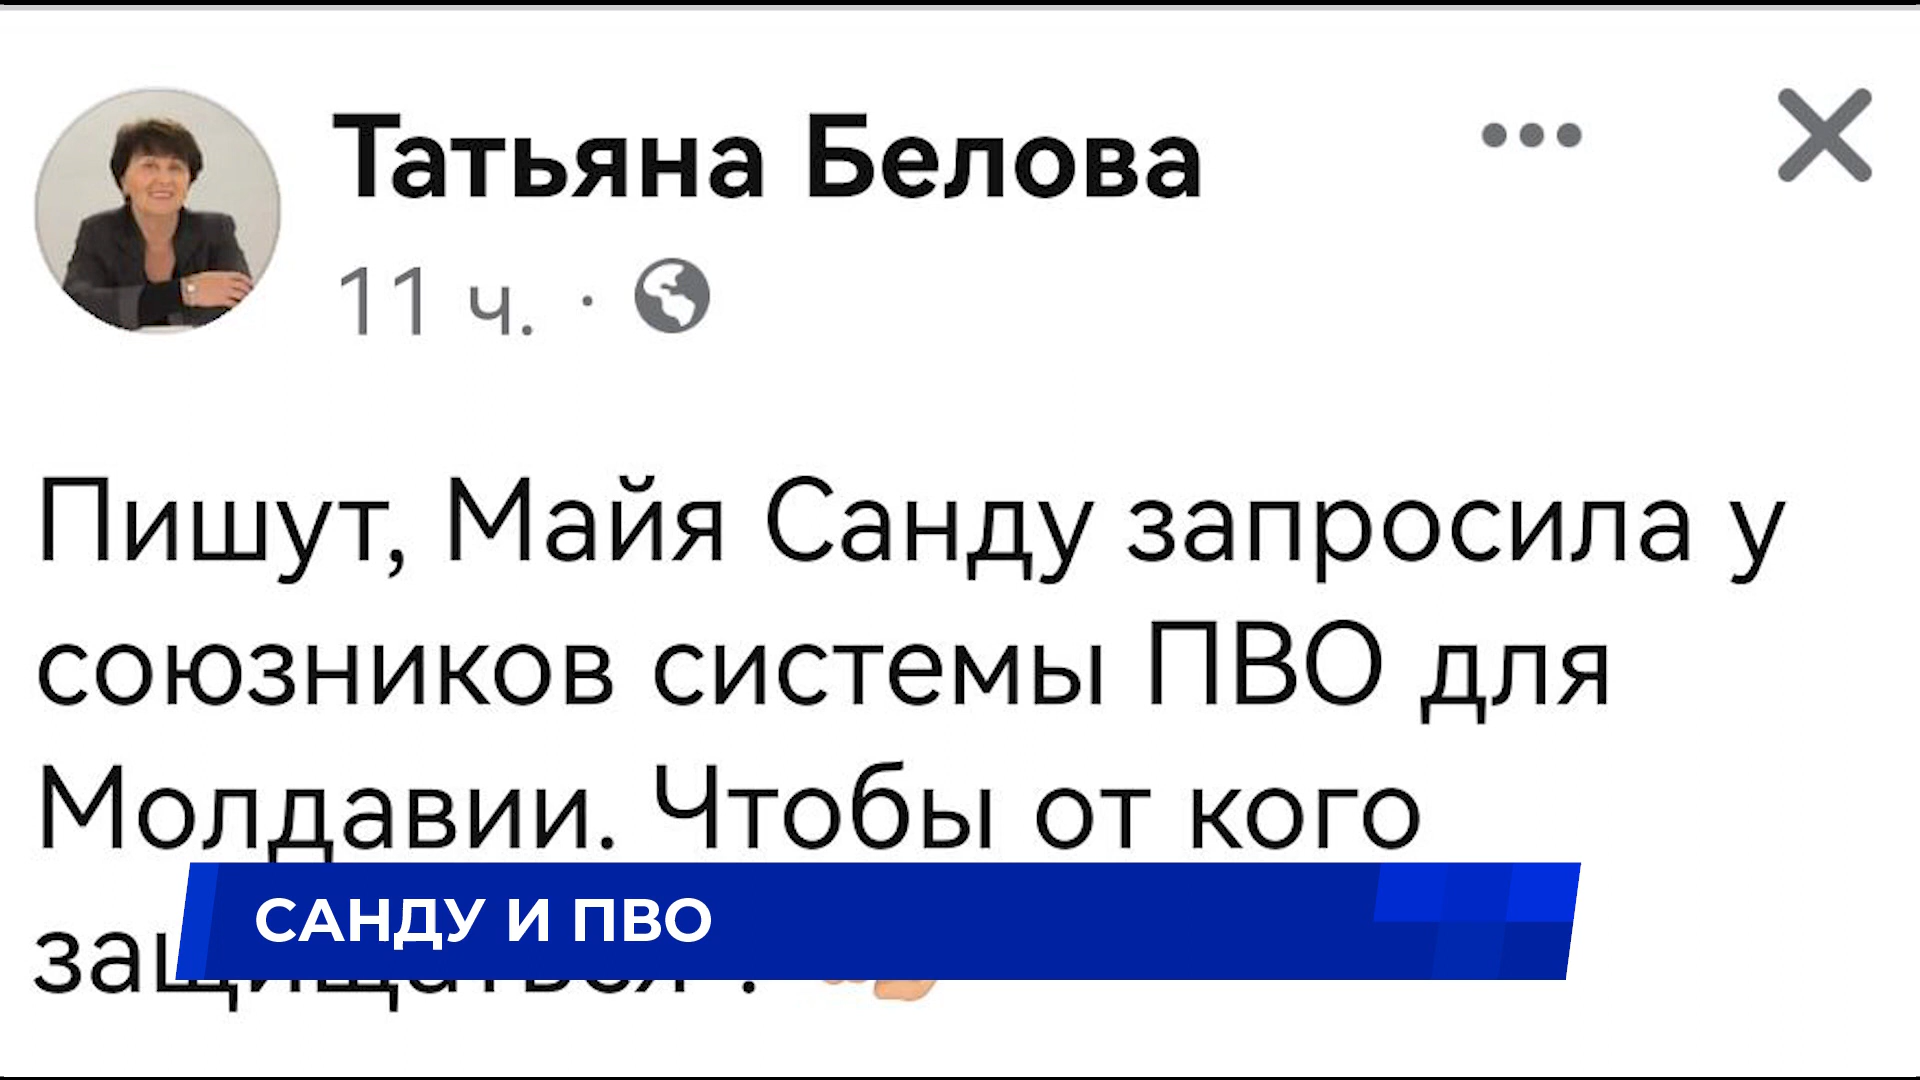 Татьяна Белова
11 ч. ·
Пишут, Майя Санду запросила у
союзников системы ПВО для
Молдавии. Чтобы от кого
САНДУ И ПВО